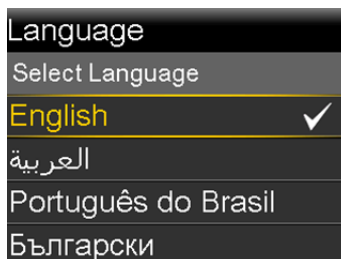 Language
Select Language
English
العربية
Português do Brasil
Български